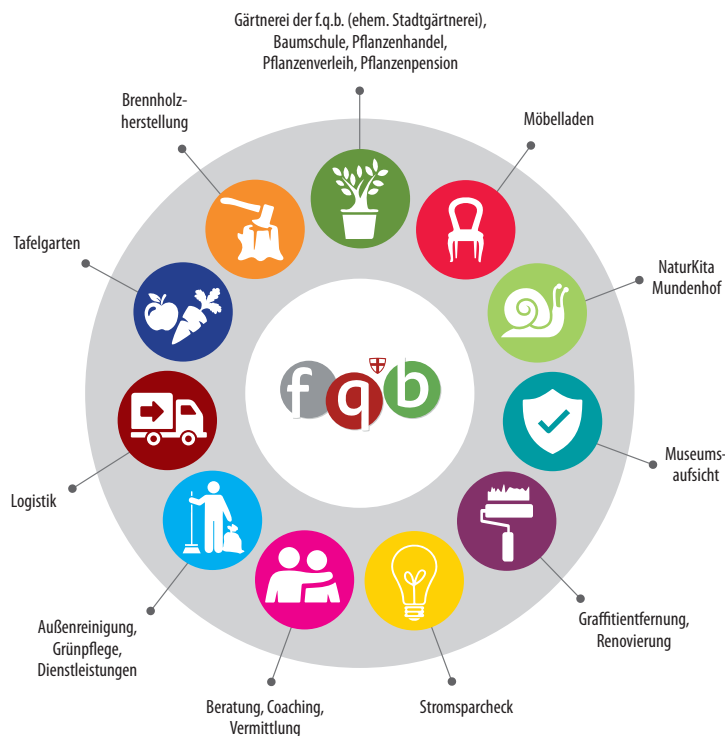 Gärtnerei der f.q.b. (ehem. Stadtgärtnerei),
Baumschule, Pflanzenhandel,
Pflanzenverleih, Pflanzenpension
Brennholz-
herstellung
Möbelladen
Tafelgarten
NaturKita
Mundenhof
fqb
Museums-
aufsicht
Logistik
Graffitientfernung,
Renovierung
Außenreinigung,
Grünpflege,
Dienstleistungen
Beratung, Coaching,
Vermittlung
Stromsparcheck